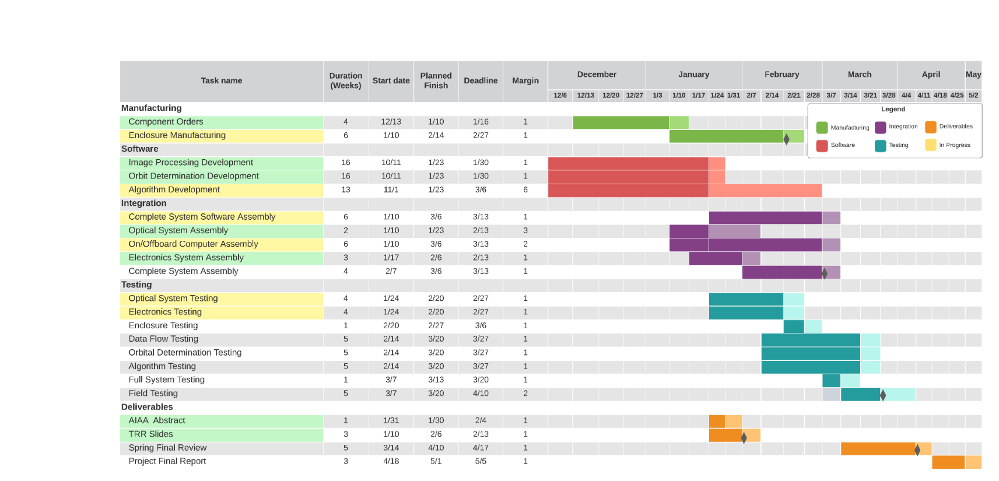 Task name Duration (Weeks) Start date Planned Finish Deadline Margin December January February March April May
12/6 12/13 12/20 12/27 1/3 1/10 1/17 1/24 1/31 2/7 2/14 2/21 2/28 3/7 3/14 3/21 3/28 4/4 4/11 4/18 4/25 5/2
Manufacturing
Component Orders 4 12/13 1/10 1/16 1
Enclosure Manufacturing 6 1/10 2/14 2/27 1
Software
Image Processing Development 16 10/11 1/23 1/30 1
Orbit Determination Development 16 10/11 1/23 1/30 1
Algorithm Development 13 11/1 1/23 3/6 6
Integration
Complete System Software Assembly 6 1/10 3/6 3/13 1
Optical System Assembly 2 1/10 1/23 2/13 3
On/Offboard Computer Assembly 6 1/10 3/6 3/13 2
Electronics System Assembly 3 1/17 2/6 2/13 1
Complete System Assembly 4 2/7 3/6 3/13 1
Testing
Optical System Testing 4 1/24 2/20 2/27 1
Electronics Testing 4 1/24 2/20 2/27 1
Enclosure Testing 1 2/20 2/27 3/6 1
Data Flow Testing 5 2/14 3/20 3/27 1
Orbital Determination Testing 5 2/14 3/20 3/27 1
Algorithm Testing 5 2/14 3/20 3/27 1
Full System Testing 1 3/7 3/13 3/20 1
Field Testing 5 3/7 3/20 4/10 2
Deliverables
AIAA Abstract 1 1/31 1/30 2/4 1
TRR Slides 3 1/10 2/6 2/13 1
Spring Final Review 5 3/14 4/10 4/17 1
Project Final Report 3 4/18 5/1 5/5 1
Legend
Manufacturing Integration Deliverables
Software Testing In Progress